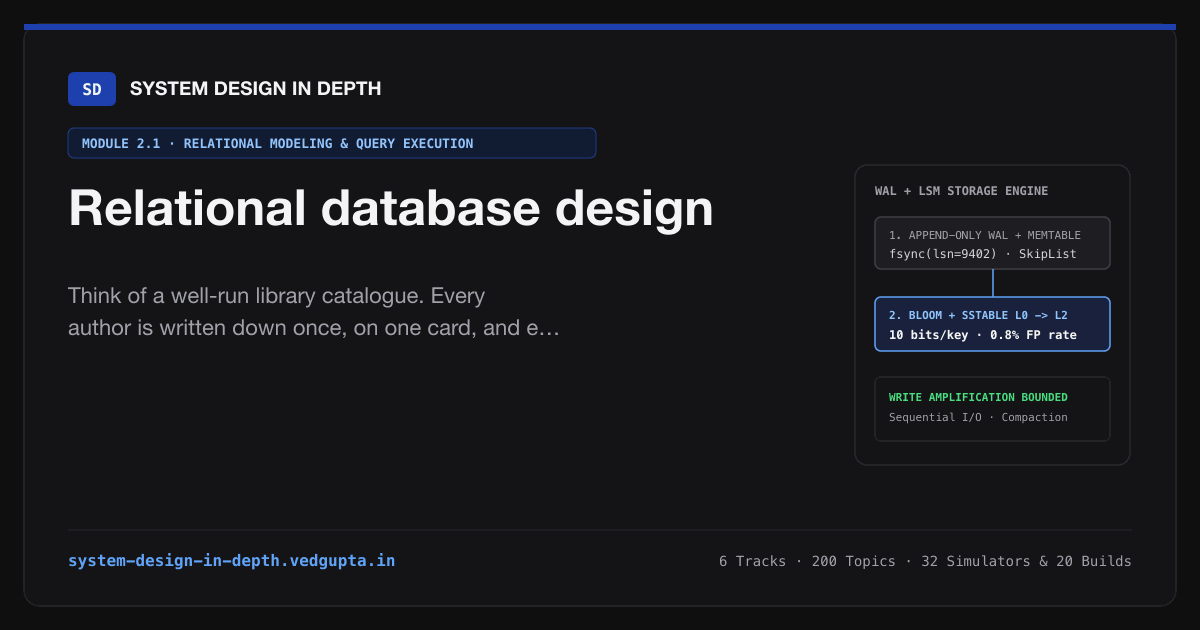 SD
SYSTEM DESIGN IN DEPTH
MODULE 2.1 · RELATIONAL MODELING & QUERY EXECUTION
Relational database design
Think of a well-run library catalogue. Every
author is written down once, on one card, and e…
WAL + LSM STORAGE ENGINE
1. APPEND-ONLY WAL + MEMTABLE
fsync(lsn=9402) · SkipList
2. BLOOM + SSTABLE L0 -> L2
10 bits/key · 0.8% FP rate
WRITE AMPLIFICATION BOUNDED
Sequential I/O · Compaction
system-design-in-depth.vedgupta.in
6 Tracks · 200 Topics · 32 Simulators & 20 Builds